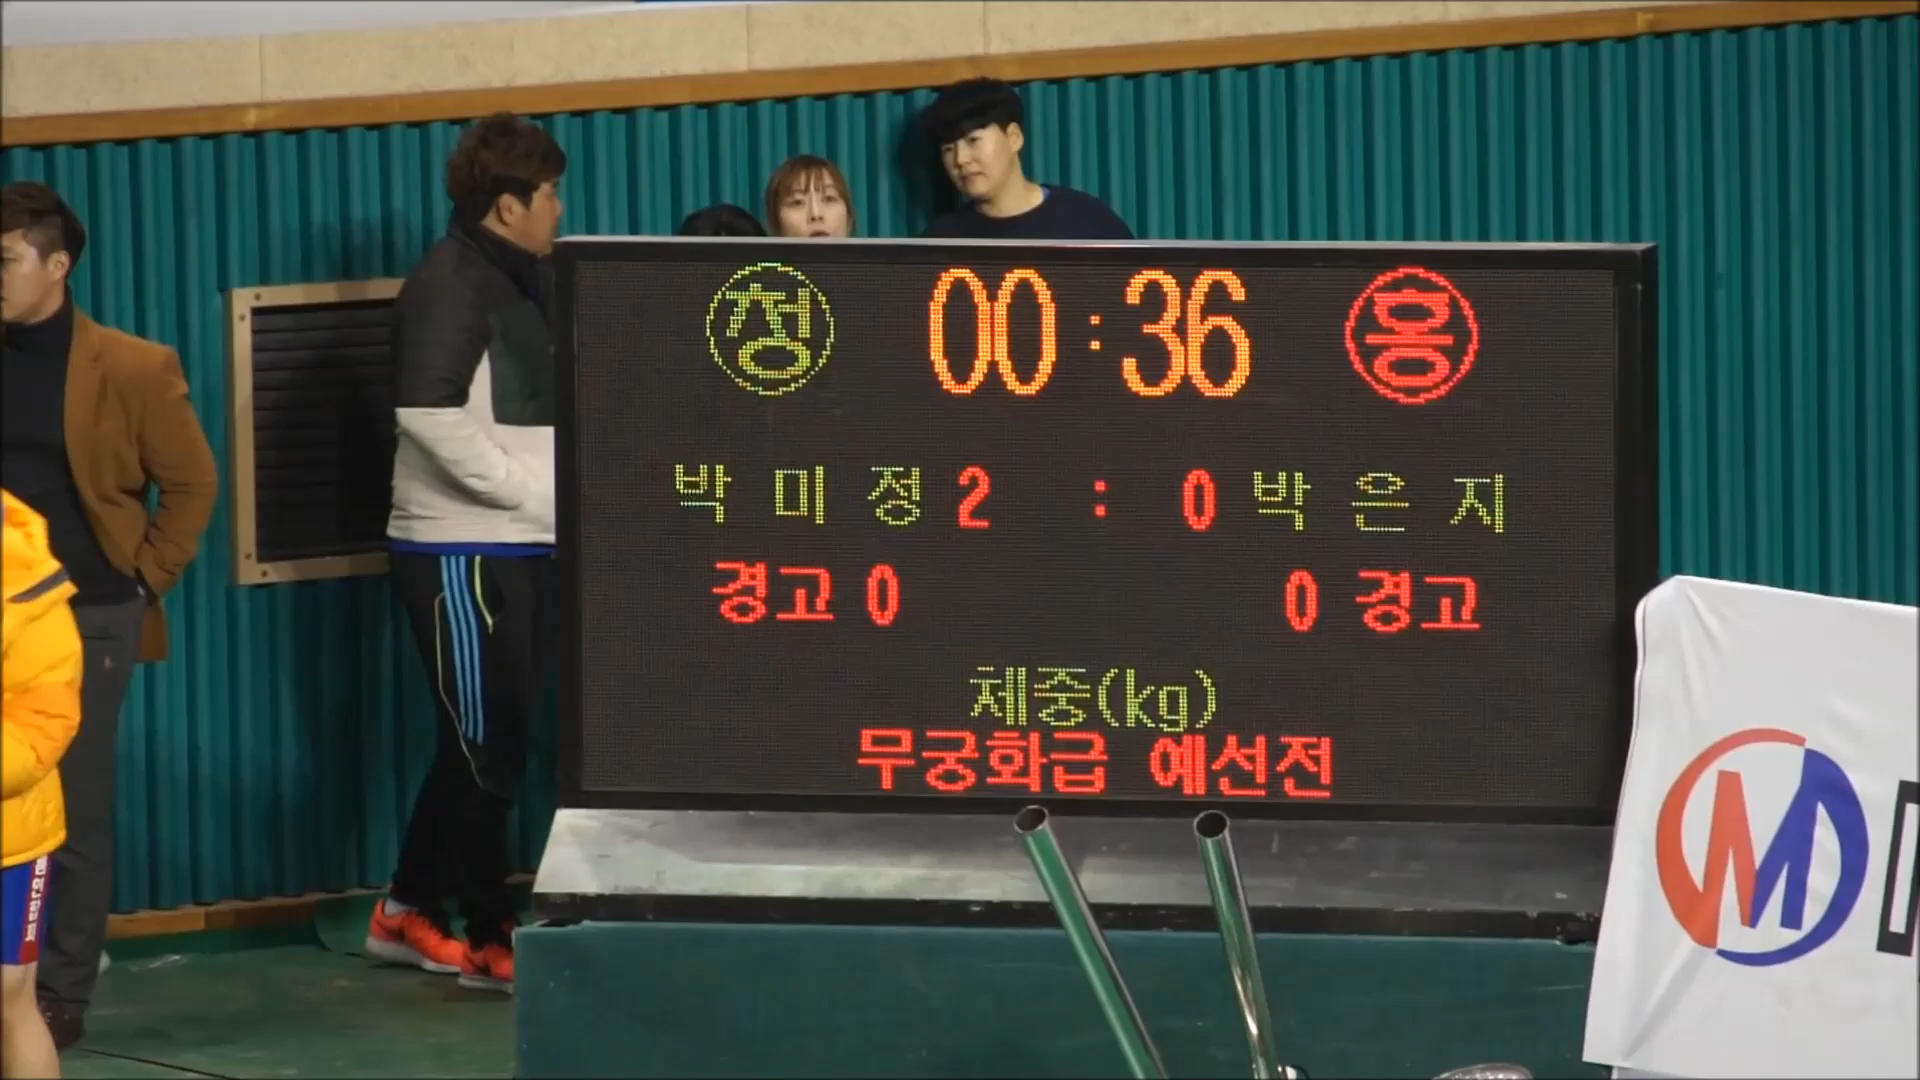 청 00:36 홍
박미정 2 : 0 박은지
경고 0 0 경고
체중(kg)
무궁화급 예선전